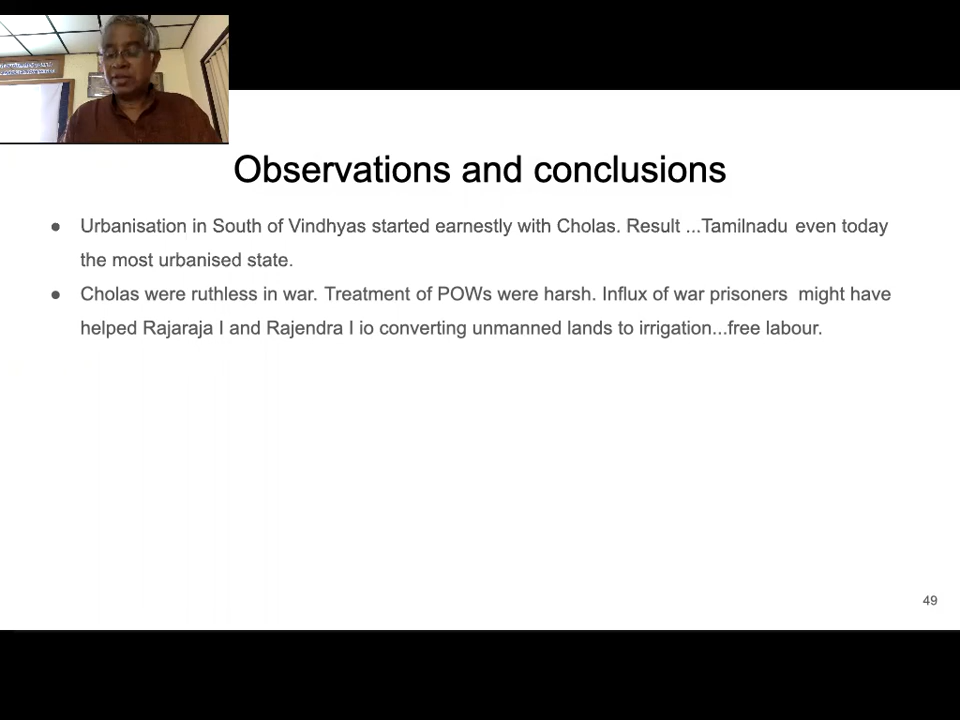 Observations and conclusions
● Urbanisation in South of Vindhyas started earnestly with Cholas. Result ...Tamilnadu even today
the most urbanised state.
● Cholas were ruthless in war. Treatment of POWs were harsh. Influx of war prisoners might have
helped Rajaraja I and Rajendra I io converting unmanned lands to irrigation...free labour.
49